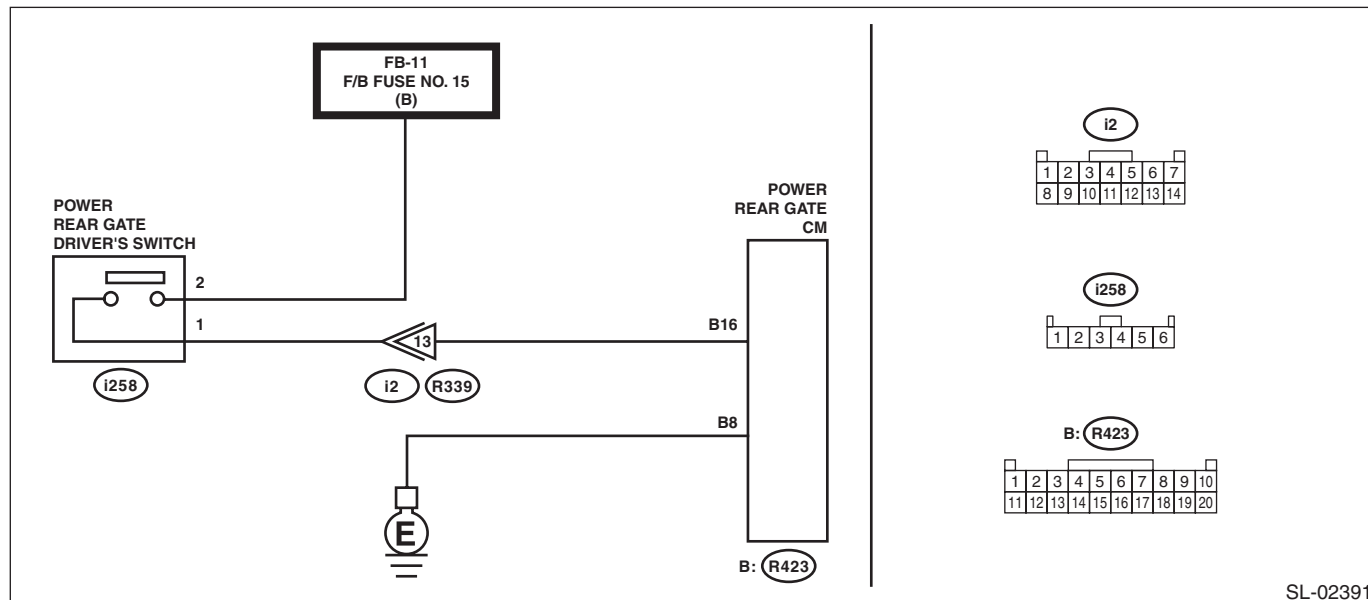 FB-11
F/B FUSE NO. 15
(B)
POWER
REAR GATE
DRIVER'S SWITCH
2
1
i258
13
i2 R339
POWER
REAR GATE
CM
B16
B8
E
B: R423
i2
1 2 3 4 5 6 7
8 9 10 11 12 13 14
i258
1 2 3 4 5 6
B: R423
1 2 3 4 5 6 7 8 9 10
11 12 13 14 15 16 17 18 19 20
SL-02391